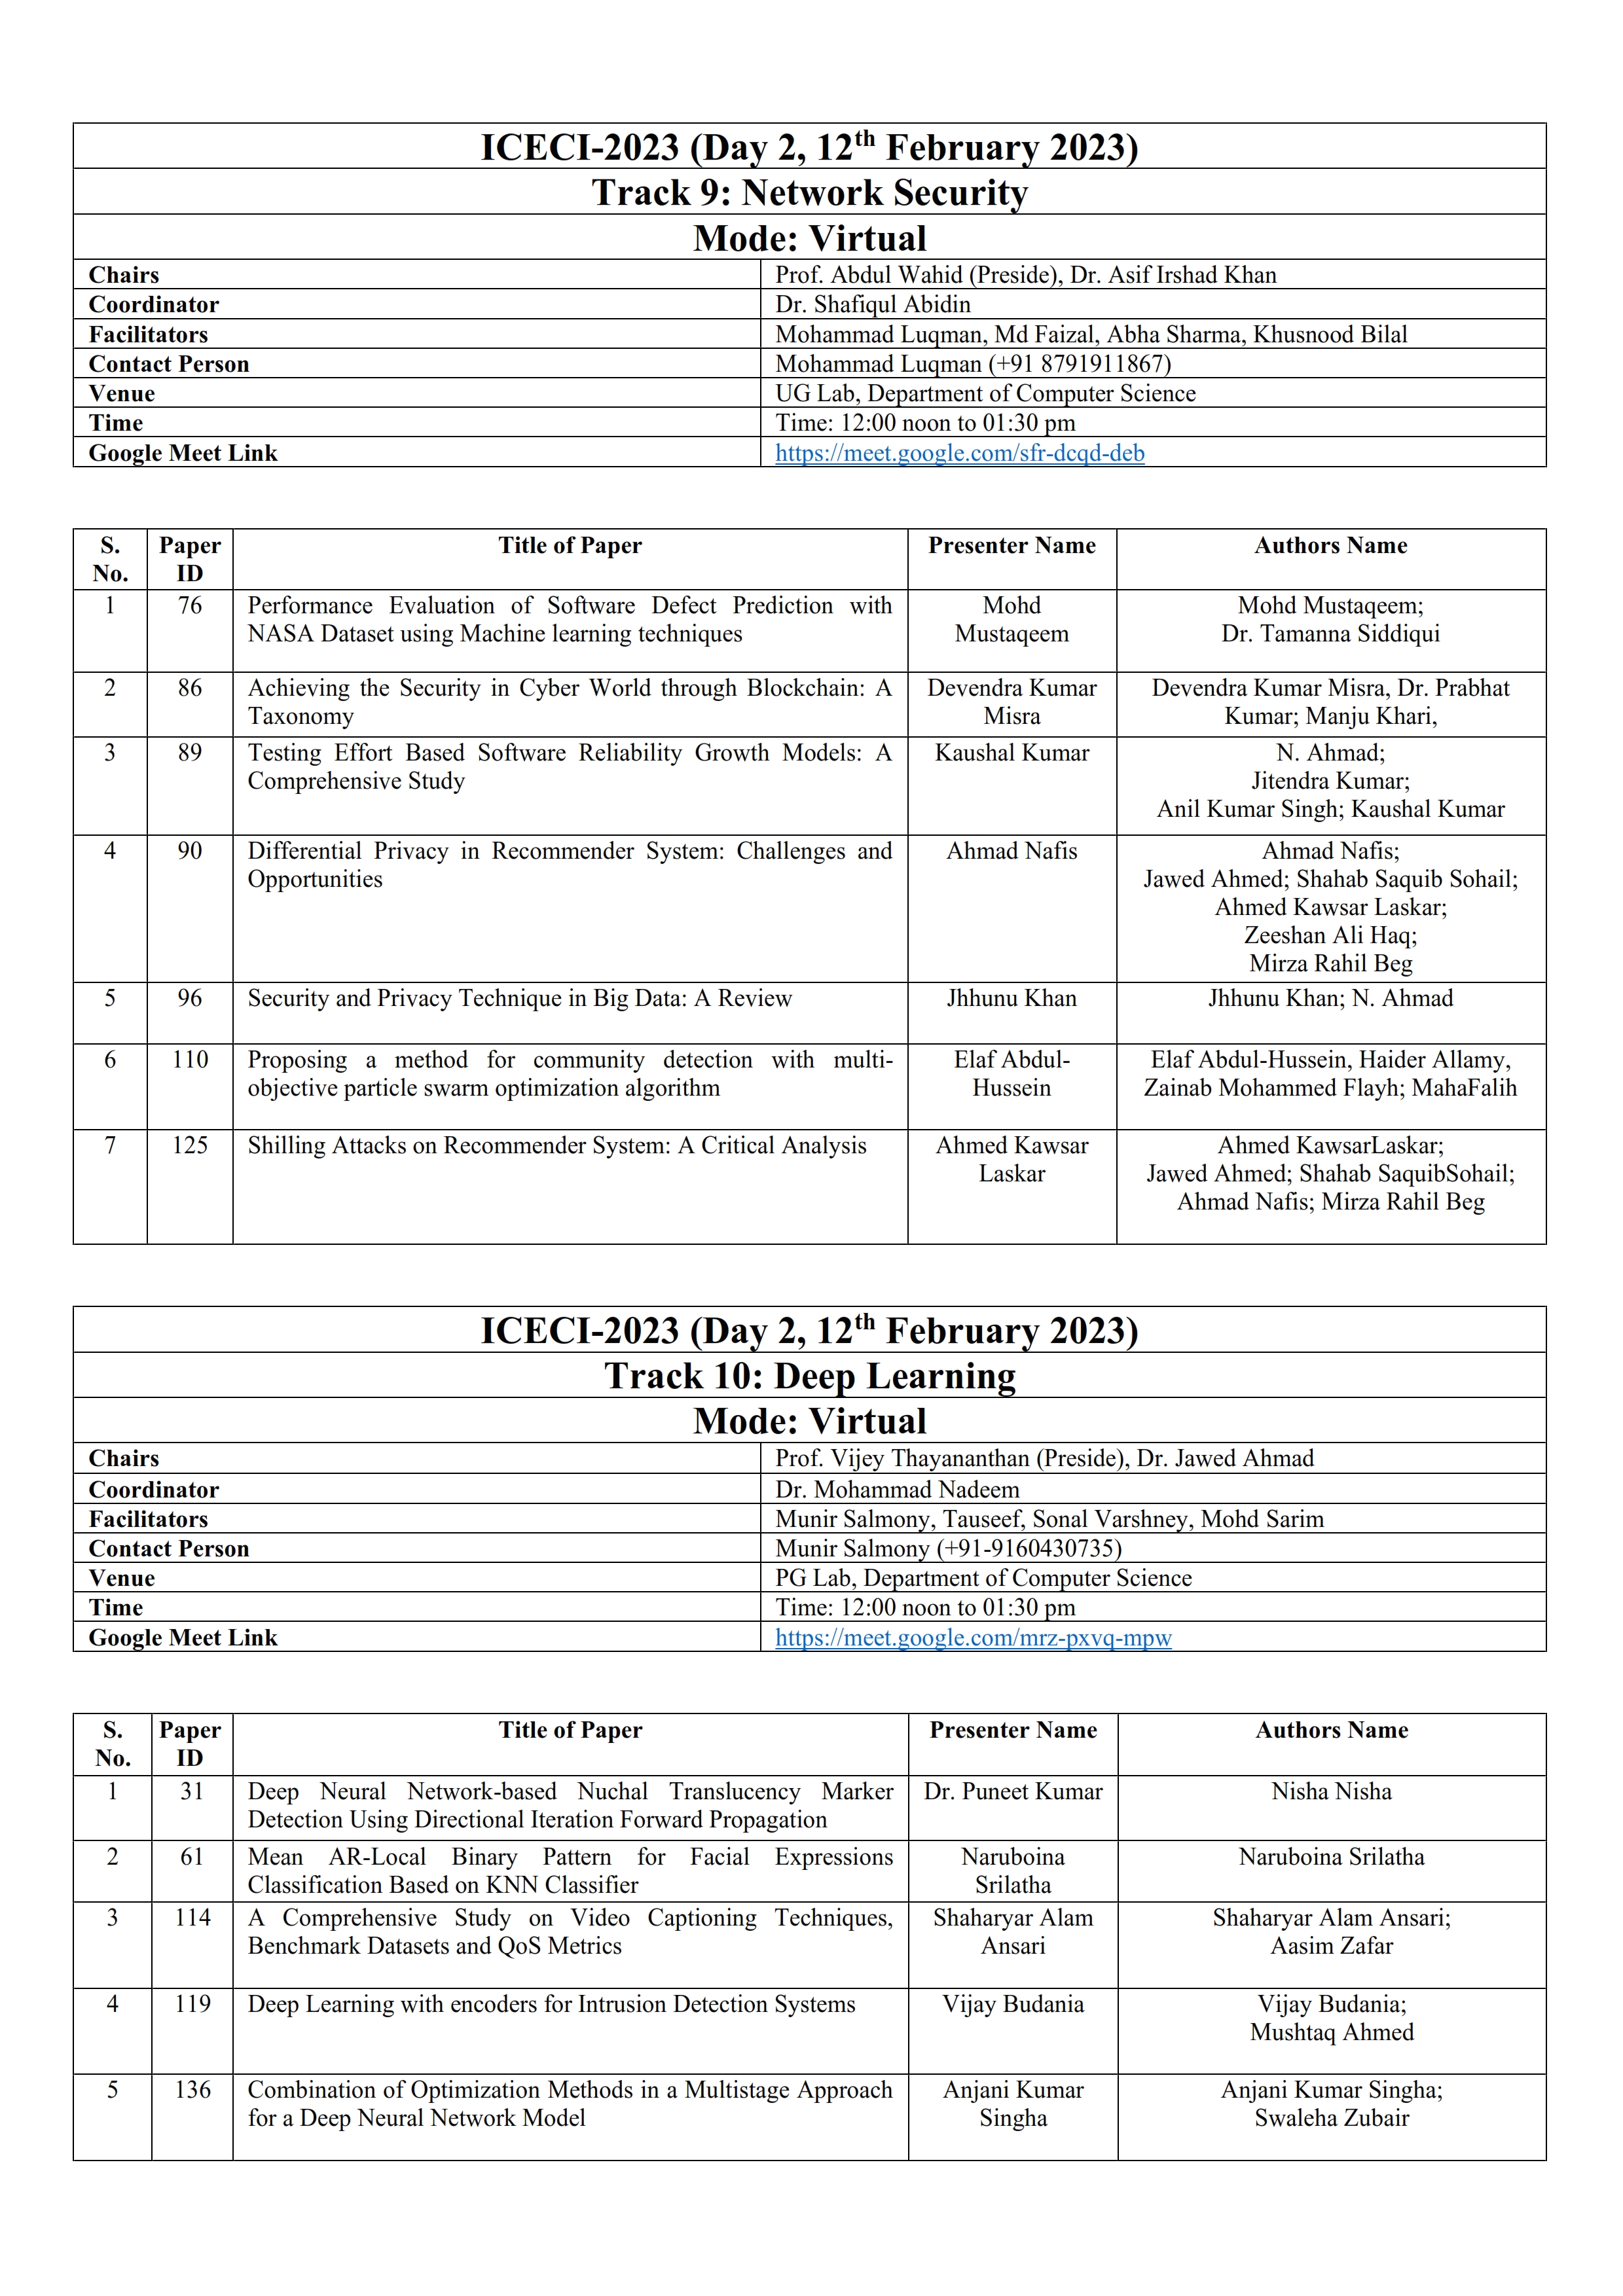 ICECI-2023 (Day 2, 12th February 2023)
Track 9: Network Security
Mode: Virtual
Chairs Prof. Abdul Wahid (Preside), Dr. Asif Irshad Khan
Coordinator Dr. Shafiqul Abidin
Facilitators Mohammad Luqman, Md Faizal, Abha Sharma, Khusnood Bilal
Contact Person Mohammad Luqman (+91 8791911867)
Venue UG Lab, Department of Computer Science
Time Time: 12:00 noon to 01:30 pm
Google Meet Link https://meet.google.com/sfr-dcqd-deb
S. Paper Title of Paper Presenter Name Authors Name
No. ID
1 76 Performance Evaluation of Software Defect Prediction with Mohd Mohd Mustaqeem;
NASA Dataset using Machine learning techniques Mustaqeem Dr. Tamanna Siddiqui
2 86 Achieving the Security in Cyber World through Blockchain: A Devendra Kumar Devendra Kumar Misra, Dr. Prabhat
Taxonomy Misra Kumar; Manju Khari,
3 89 Testing Effort Based Software Reliability Growth Models: A Kaushal Kumar N. Ahmad;
Comprehensive Study Jitendra Kumar;
Anil Kumar Singh; Kaushal Kumar
4 90 Differential Privacy in Recommender System: Challenges and Ahmad Nafis Ahmad Nafis;
Opportunities Jawed Ahmed; Shahab Saquib Sohail;
Ahmed Kawsar Laskar;
Zeeshan Ali Haq;
Mirza Rahil Beg
5 96 Security and Privacy Technique in Big Data: A Review Jhhunu Khan Jhhunu Khan; N. Ahmad
6 110 Proposing a method for community detection with multi- Elaf Abdul- Elaf Abdul-Hussein, Haider Allamy,
objective particle swarm optimization algorithm Hussein Zainab Mohammed Flayh; MahaFalih
7 125 Shilling Attacks on Recommender System: A Critical Analysis Ahmed Kawsar Ahmed KawsarLaskar;
Laskar Jawed Ahmed; Shahab SaquibSohail;
Ahmad Nafis; Mirza Rahil Beg
ICECI-2023 (Day 2, 12th February 2023)
Track 10: Deep Learning
Mode: Virtual
Chairs Prof. Vijey Thayananthan (Preside), Dr. Jawed Ahmad
Coordinator Dr. Mohammad Nadeem
Facilitators Munir Salmony, Tauseef, Sonal Varshney, Mohd Sarim
Contact Person Munir Salmony (+91-9160430735)
Venue PG Lab, Department of Computer Science
Time Time: 12:00 noon to 01:30 pm
Google Meet Link https://meet.google.com/mrz-pxvq-mpw
S. Paper Title of Paper Presenter Name Authors Name
No. ID
1 31 Deep Neural Network-based Nuchal Translucency Marker Dr. Puneet Kumar Nisha Nisha
Detection Using Directional Iteration Forward Propagation
2 61 Mean AR-Local Binary Pattern for Facial Expressions Naruboina Naruboina Srilatha
Classification Based on KNN Classifier Srilatha
3 114 A Comprehensive Study on Video Captioning Techniques, Shaharyar Alam Shaharyar Alam Ansari;
Benchmark Datasets and QoS Metrics Ansari Aasim Zafar
4 119 Deep Learning with encoders for Intrusion Detection Systems Vijay Budania Vijay Budania;
Mushtaq Ahmed
5 136 Combination of Optimization Methods in a Multistage Approach Anjani Kumar Anjani Kumar Singha;
for a Deep Neural Network Model Singha Swaleha Zubair